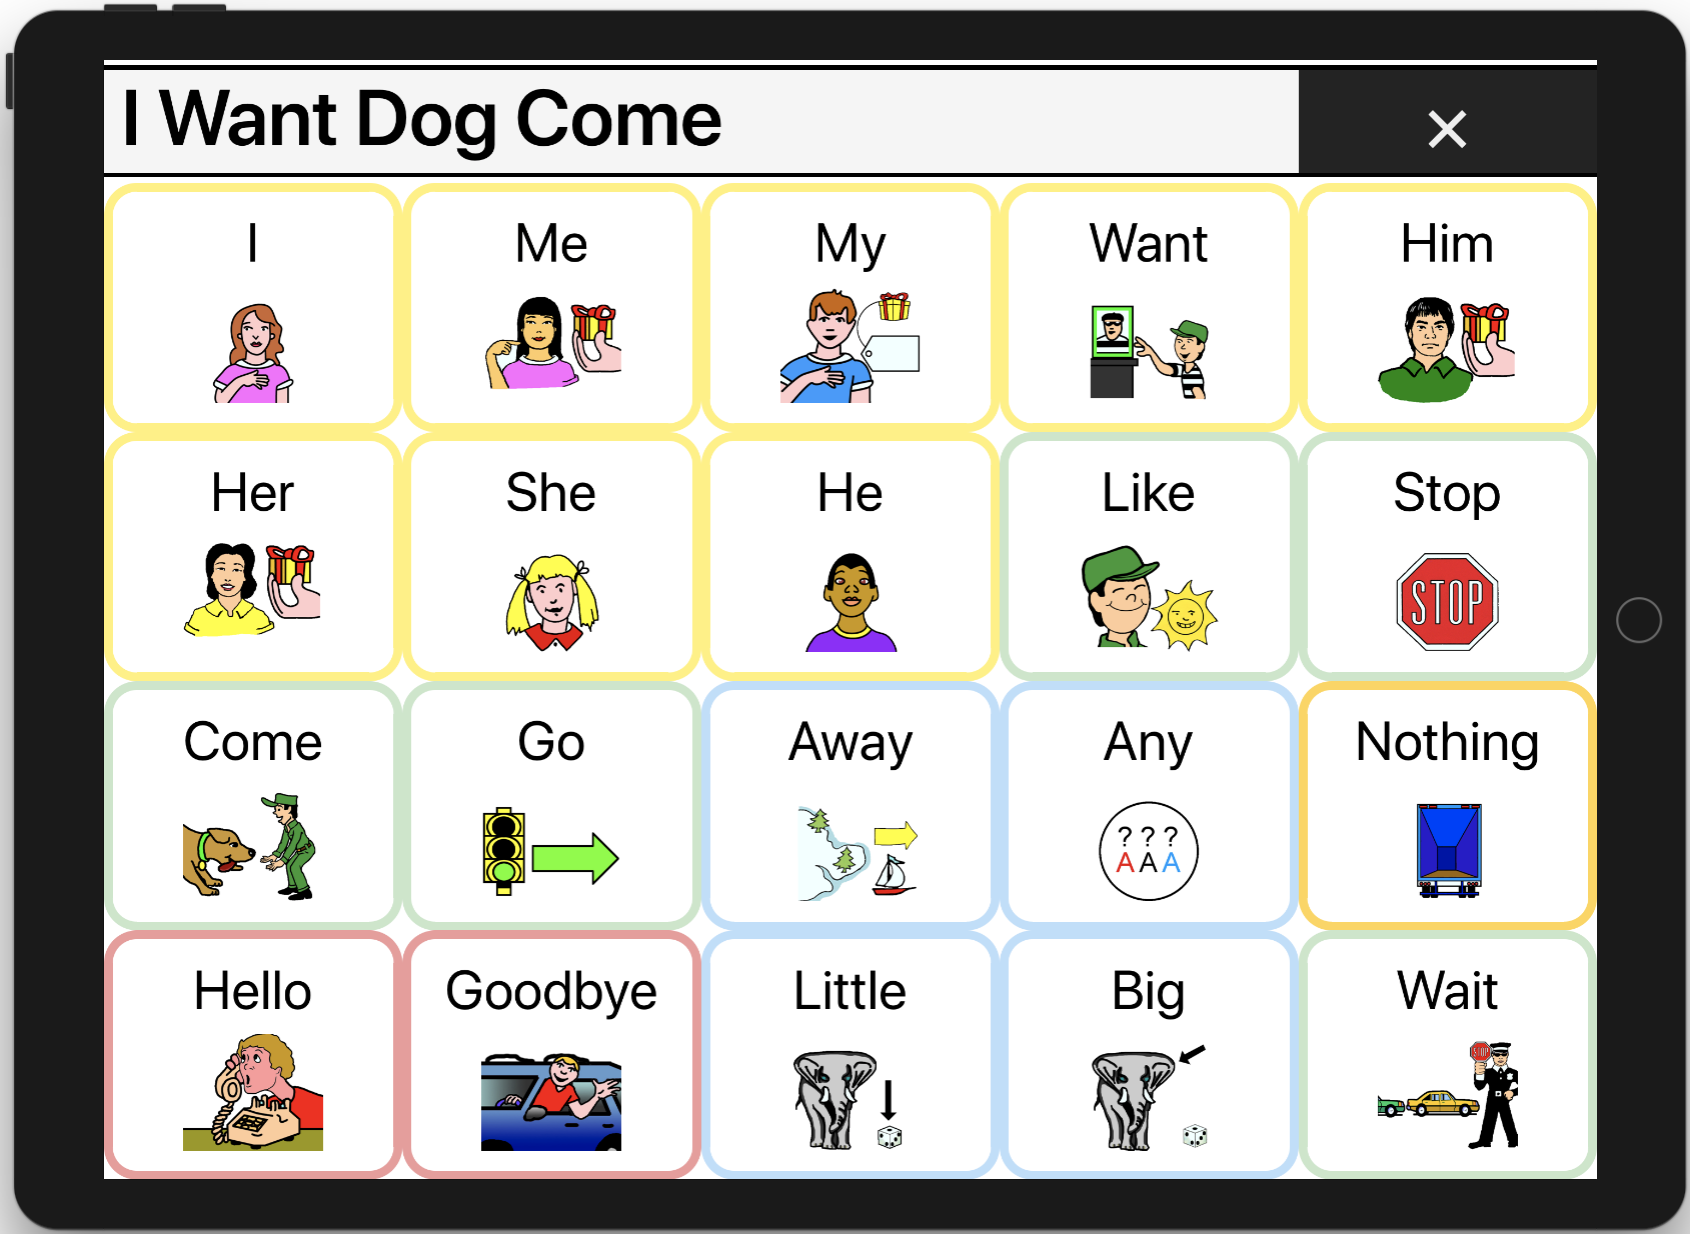 I Want Dog Come
I
Me
My
Want
Him
Her
She
He
Like
Stop
STOP
Come
Go
Away
Any
? ? ?
A A A
Nothing
Hello
Goodbye
Little
Big
Wait
STOP